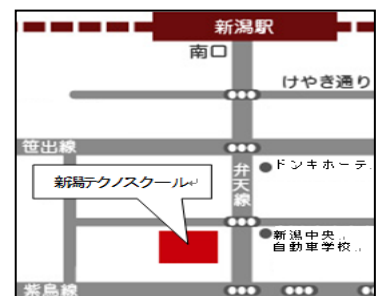 新潟駅
南口
けやき通り
笹出線
ドンキホーテ
弁天線
新潟テクノスクール↵
新潟中央
自動車学校
紫鳥線